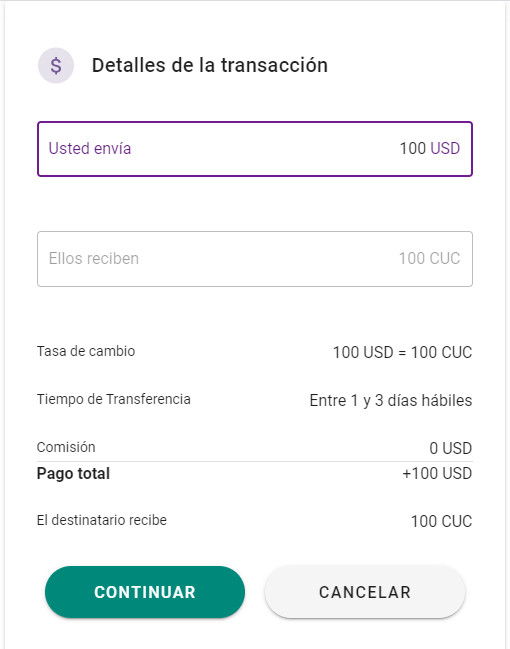 $ Detalles de la transacción
Usted envía 100 USD
Ellos reciben 100 CUC
Tasa de cambio 100 USD = 100 CUC
Tiempo de Transferencia Entre 1 y 3 días hábiles
Comisión 0 USD
Pago total +100 USD
El destinatario recibe 100 CUC
CONTINUAR CANCELAR